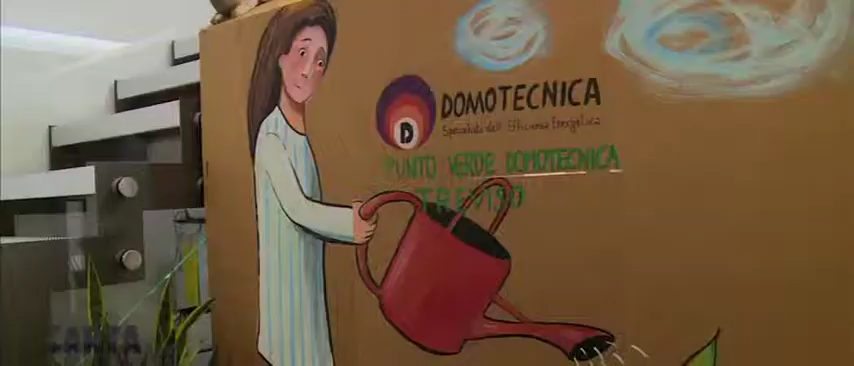 DOMOTECNICA
D
Specialisti dell'Efficienza Energetica
PUNTO VERDE DOMOTECNICA
TREVISO